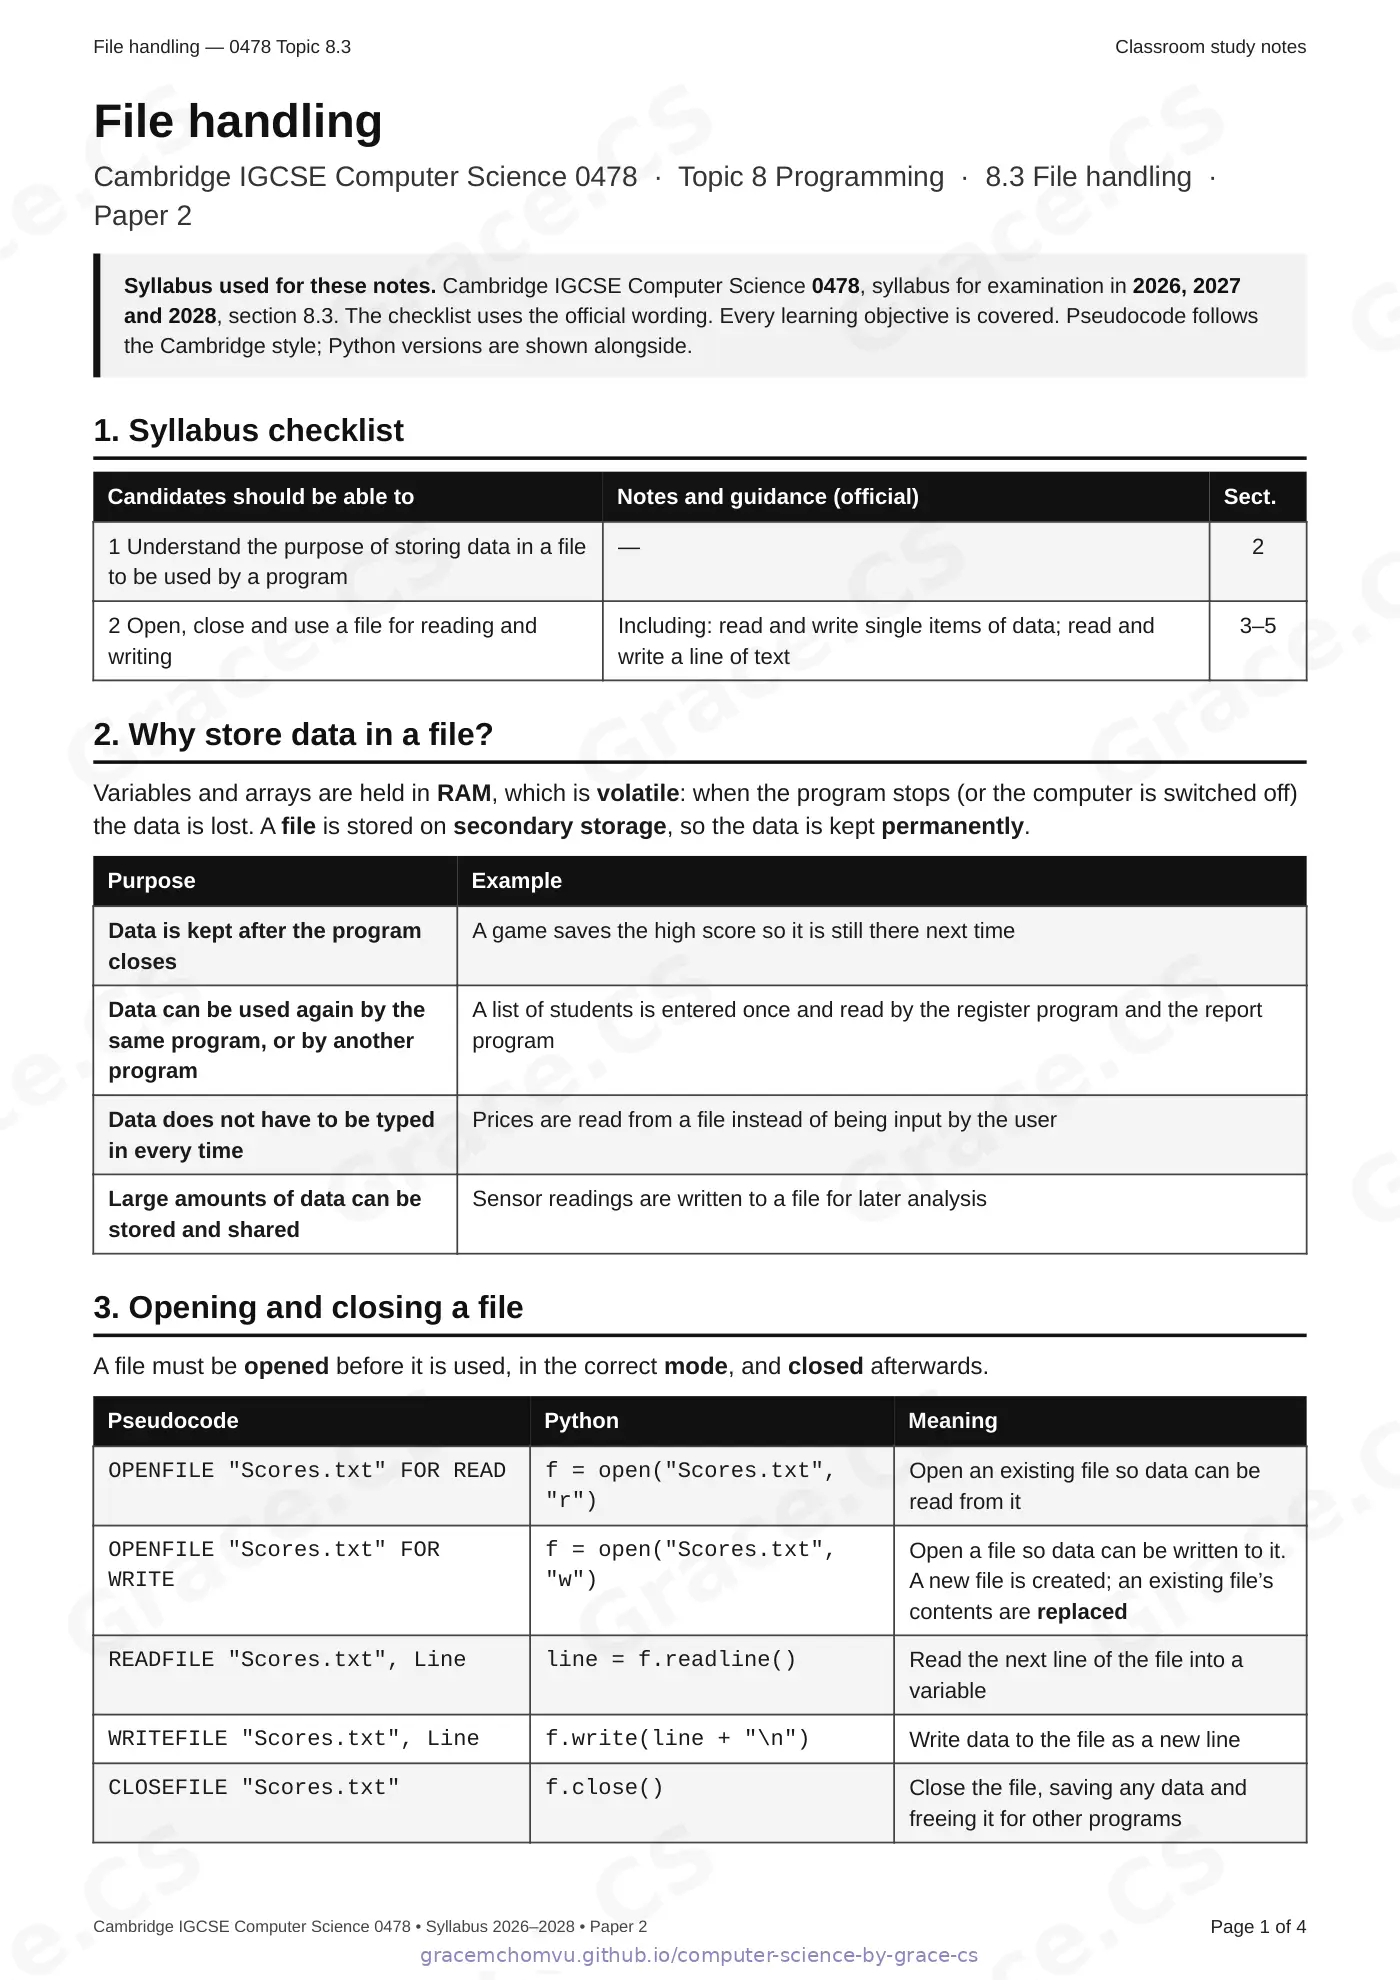 File handling — 0478 Topic 8.3
Classroom study notes
File handling
Cambridge IGCSE Computer Science 0478 · Topic 8 Programming · 8.3 File handling ·
Paper 2
Syllabus used for these notes. Cambridge IGCSE Computer Science 0478, syllabus for examination in 2026, 2027
and 2028, section 8.3. The checklist uses the official wording. Every learning objective is covered. Pseudocode follows
the Cambridge style; Python versions are shown alongside.
1. Syllabus checklist
Candidates should be able to
Notes and guidance (official)
Sect.
1 Understand the purpose of storing data in a file
to be used by a program
—
2
2 Open, close and use a file for reading and
writing
Including: read and write single items of data; read and
write a line of text
3–5
2. Why store data in a file?
Variables and arrays are held in RAM, which is volatile: when the program stops (or the computer is switched off)
the data is lost. A file is stored on secondary storage, so the data is kept permanently.
Purpose
Example
Data is kept after the program
closes
A game saves the high score so it is still there next time
Data can be used again by the
same program, or by another
program
A list of students is entered once and read by the register program and the report
program
Data does not have to be typed
in every time
Prices are read from a file instead of being input by the user
Large amounts of data can be
stored and shared
Sensor readings are written to a file for later analysis
3. Opening and closing a file
A file must be opened before it is used, in the correct mode, and closed afterwards.
Pseudocode
Python
Meaning
OPENFILE "Scores.txt" FOR READ
f = open("Scores.txt",
"r")
Open an existing file so data can be
read from it
OPENFILE "Scores.txt" FOR
WRITE
f = open("Scores.txt",
"w")
Open a file so data can be written to it.
A new file is created; an existing file’s
contents are replaced
READFILE "Scores.txt", Line
line = f.readline()
Read the next line of the file into a
variable
WRITEFILE "Scores.txt", Line
f.write(line + "\n")
Write data to the file as a new line
CLOSEFILE "Scores.txt"
f.close()
Close the file, saving any data and
freeing it for other programs
Cambridge IGCSE Computer Science 0478 • Syllabus 2026–2028 • Paper 2
Page 1 of 4
gracemchomvu.github.io/computer-science-by-grace-cs
Grace.CS